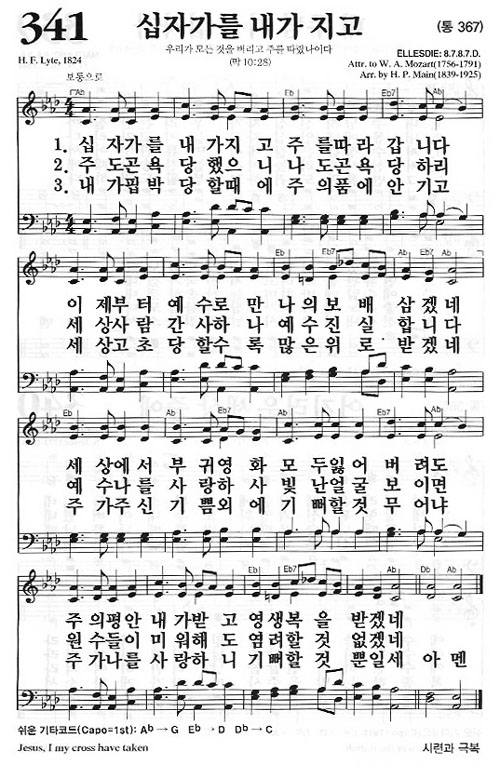 341
십자가를 내가 지고
(통 367)
우리가 모든 것을 버리고 주를 따랐나이다
(막 10:28)
H. F. Lyte, 1824
ELLESDIE: 8.7.8.7.D.
Attr. to W. A. Mozart(1756-1791)
Arr. by H. P. Main(1839-1925)
보통으로
Ab Eb7 Ab Eb
1. 십 자가 를 내 가지 고 주 를따 라 갑 니다
2. 주 도곤 욕 당 했으 니 나 도곤 욕 당 하리
3. 내 가핍 박 당 할때 에 주 의품 에 안 기고
Ab Eb Eb7 Ab Eb7 Ab
이 제부 터 예 수로 만 나 의보 배 삼 겠네
세 상사 람 간 사하 나 예 수진 실 합 니다
세 상고 초 당 할수 록 많 은위 로 받 겠네
Eb Ab Eb7 Eb7 Ab
세 상에 서 부 귀영 화 모 두잃 어 버 려도
예 수나 를 사 랑하 사 빛 난얼 굴 보 이면
주 가주 신 기 쁨외 에 기 뻐할 것 무 어냐
Eb Eb7 Ab Db Ab
주 의평 안 내 가받 고 영 생복 을 받 겠네
원 수들 이 미 워해 도 염 려할 것 없 겠네
주 가나 를 사 랑하 니 기 뻐할 것 뿐 일세 아 멘
쉬운 기타코드(Capo=1st): Ab → G Eb → D Db → C
Jesus, I my cross have taken
시련과 극복